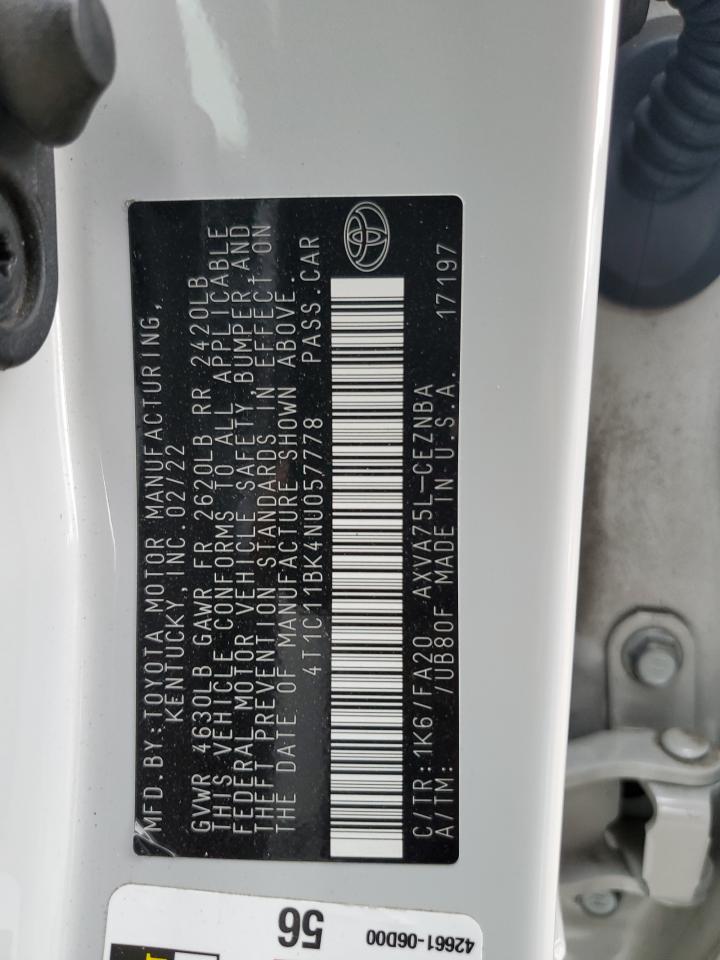 MFD.BY:TOYOTA MOTOR MANUFACTURING,
KENTUCKY, INC.02/22
GVWR 4630LB GAWR FR 2620LB RR 2420LB
THIS VEHICLE CONFORMS TO ALL APPLICABLE
FEDERAL MOTOR VEHICLE SAFETY, BUMPER, AND
THEFT PREVENTION STANDARDS IN EFFECT ON
THE DATE OF MANUFACTURE SHOWN ABOVE
4T1C11BK4NU057778 PASS.CAR
C/TR:1K6/FA20 AXVA75L-CEZNBA
A/TM: /UB80F MADE IN U.S.A. 17197
56
42661-06D00